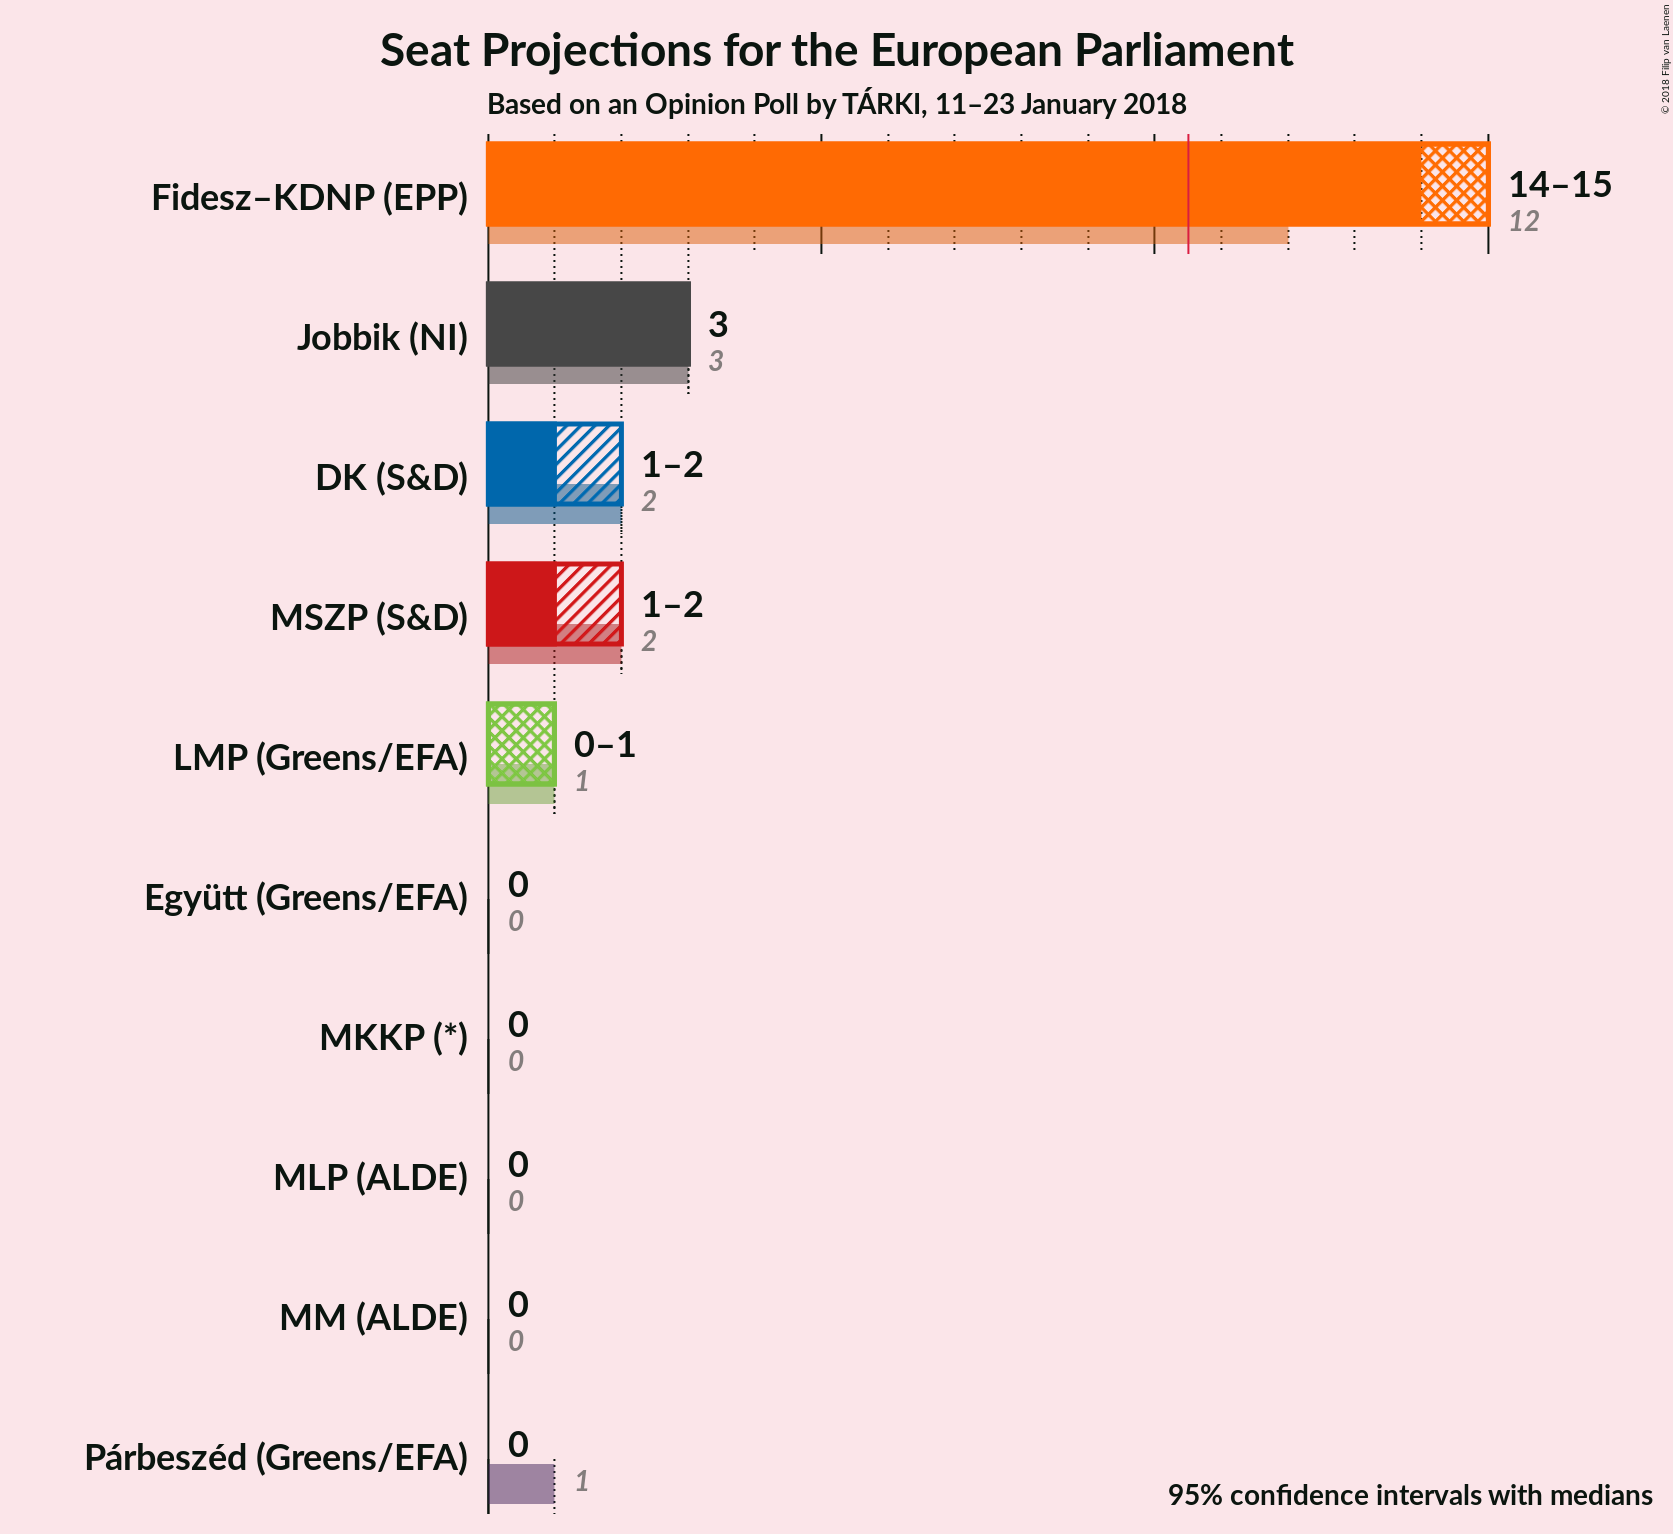 Seat Projections for the European Parliament
Based on an Opinion Poll by TÁRKI, 11–23 January 2018
© 2018 Filip van Laenen
Fidesz–KDNP (EPP)
14–15
12
Jobbik (NI)
3
3
DK (S&D)
1–2
2
MSZP (S&D)
1–2
2
LMP (Greens/EFA)
0–1
1
Együtt (Greens/EFA)
0
0
MKKP (*)
0
0
MLP (ALDE)
0
0
MM (ALDE)
0
0
Párbeszéd (Greens/EFA)
0
1
95% confidence intervals with medians